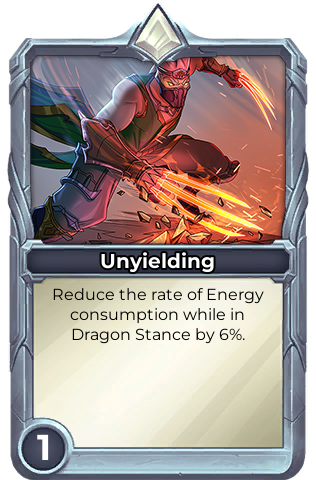 Unyielding
Reduce the rate of Energy
consumption while in
Dragon Stance by 6%.
1